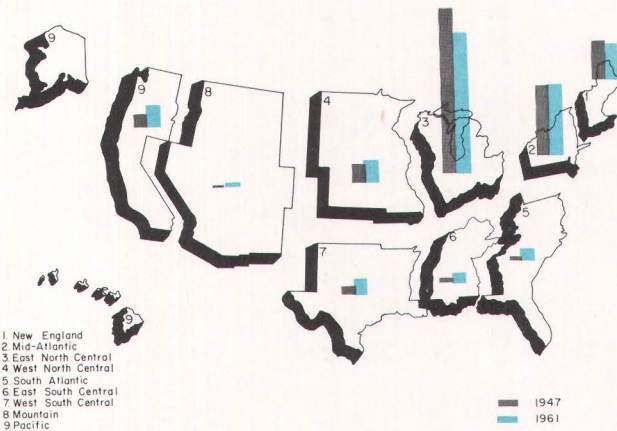 9
9
8
4
3
2
1
5
7
6
9
1. New England
2. Mid-Atlantic
3 East North Central
4. West North Central
5. South Atlantic
6. East South Central
7. West South Central
8 Mountain
9. Pacific
1947
1961